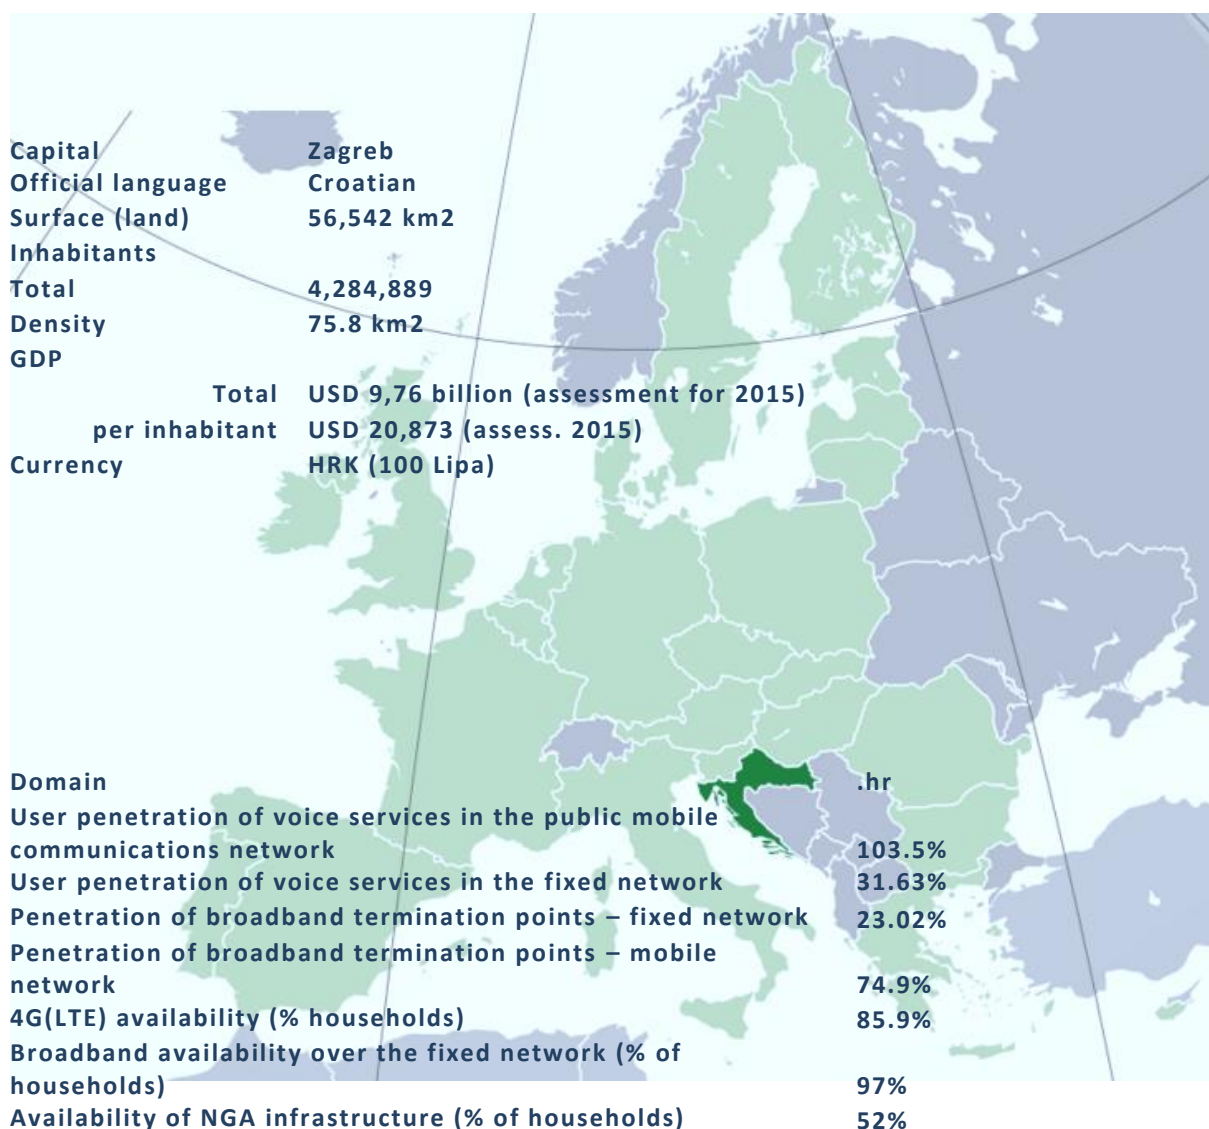 Capital Zagreb
Official language Croatian
Surface (land) 56,542 km2
Inhabitants
Total 4,284,889
Density 75.8 km2
GDP
Total USD 9,76 billion (assessment for 2015)
per inhabitant USD 20,873 (assess. 2015)
Currency HRK (100 Lipa)
Domain .hr
User penetration of voice services in the public mobile
communications network 103.5%
User penetration of voice services in the fixed network 31.63%
Penetration of broadband termination points – fixed network 23.02%
Penetration of broadband termination points – mobile
network 74.9%
4G(LTE) availability (% households) 85.9%
Broadband availability over the fixed network (% of
households) 97%
Availability of NGA infrastructure (% of households) 52%